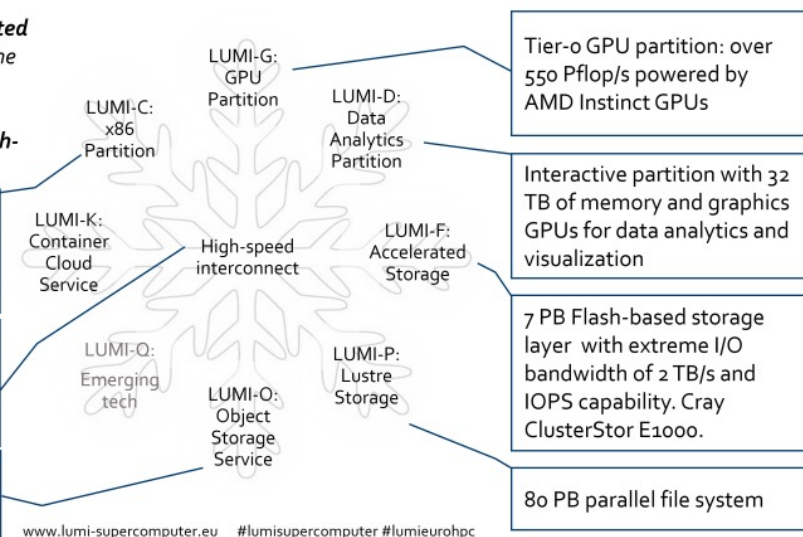 ted
h-
LUMI-G:
GPU
Partition
LUMI-C:
x86
Partition
LUMI-D:
Data
Analytics
Partition
LUMI-K:
Container
Cloud
Service
High-speed
interconnect
LUMI-F:
Accelerated
Storage
LUMI-Q:
Emerging
tech
LUMI-P:
Lustre
Storage
LUMI-O:
Object
Storage
Service
Tier-0 GPU partition: over
550 Pflop/s powered by
AMD Instinct GPUs
Interactive partition with 32
TB of memory and graphics
GPUs for data analytics and
visualization
7 PB Flash-based storage
layer with extreme I/O
bandwidth of 2 TB/s and
IOPS capability. Cray
ClusterStor E1000.
80 PB parallel file system
www.lumi-supercomputer.eu #lumisupercomputer #lumieurohpc